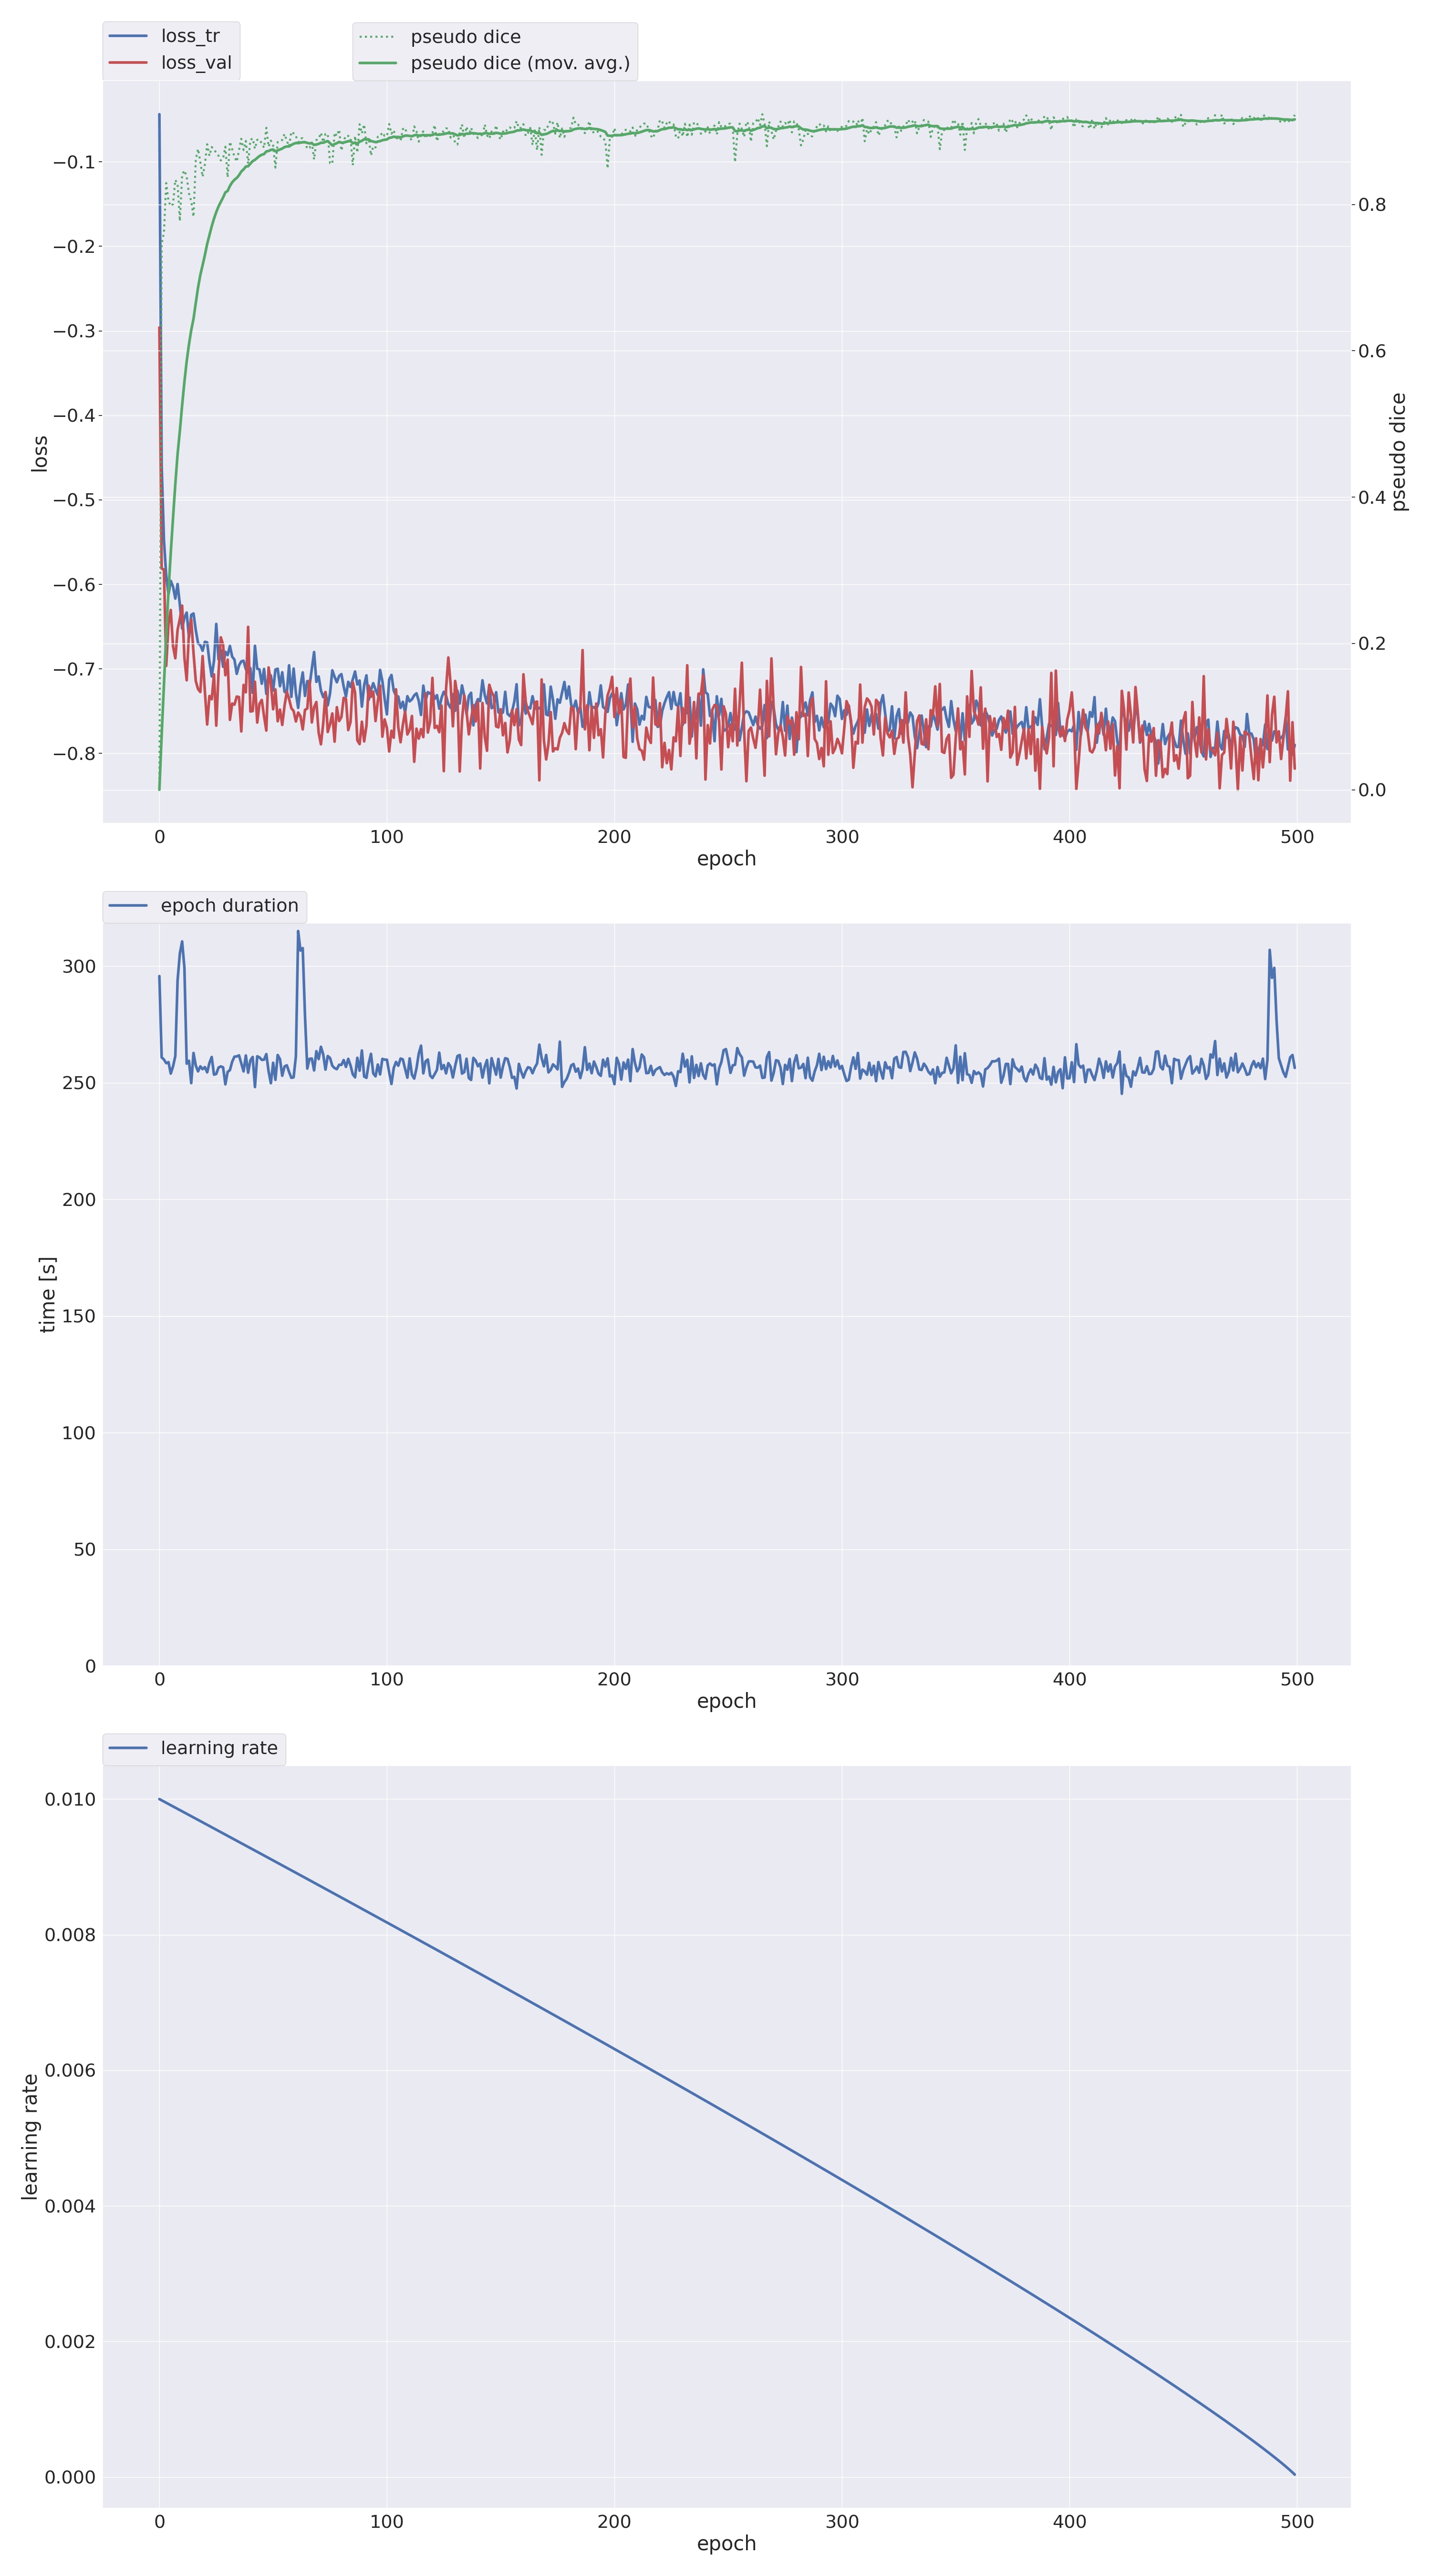 loss_tr
loss_val
pseudo dice
pseudo dice (mov. avg.)
−0.1
−0.2
−0.3
−0.4
−0.5
−0.6
−0.7
−0.8
loss
0.8
0.6
0.4
0.2
0.0
pseudo dice
0 100 200 300 400 500
epoch
epoch duration
300
250
200
150
100
50
0
time [s]
0 100 200 300 400 500
epoch
learning rate
0.010
0.008
0.006
0.004
0.002
0.000
learning rate
0 100 200 300 400 500
epoch